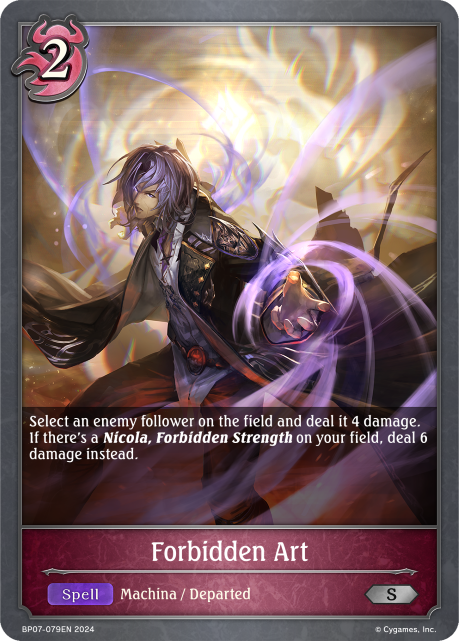 2
Select an enemy follower on the field and deal it 4 damage.
If there's a Nicola, Forbidden Strength on your field, deal 6
damage instead.
Forbidden Art
Spell Machina / Departed S
BP07-079EN 2024 © Cygames, Inc.